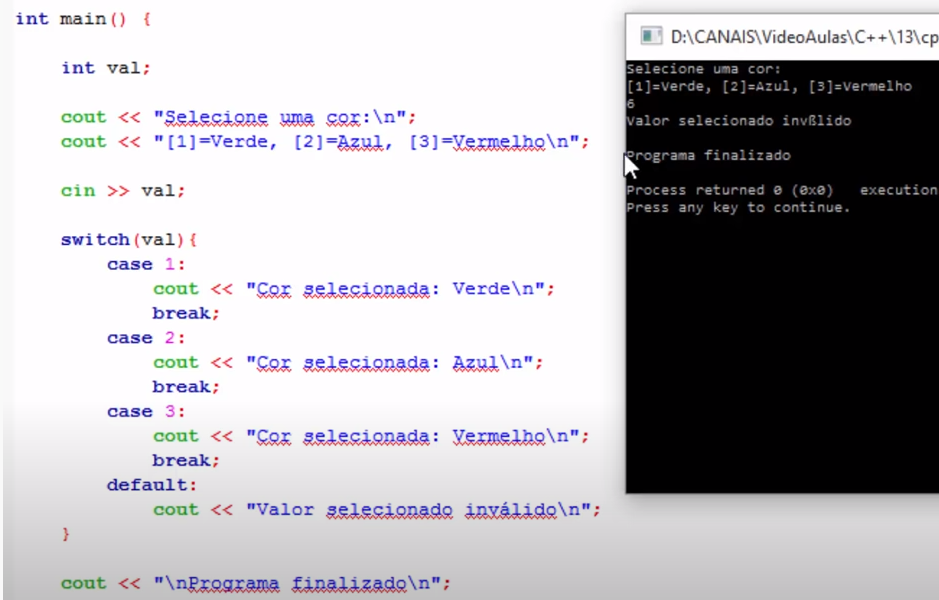 int main() {
int val;
cout << "Selecione uma cor:\n";
cout << "[1]=Verde, [2]=Azul, [3]=Vermelho\n";
cin >> val;
switch(val){
case 1:
cout << "Cor selecionada: Verde\n";
break;
case 2:
cout << "Cor selecionada: Azul\n";
break;
case 3:
cout << "Cor selecionada: Vermelho\n";
break;
default:
cout << "Valor selecionado inválido\n";
}
cout << "\nPrograma finalizado\n";
D:\CANAIS\VideoAulas\C++\13\cp
Selecione uma cor:
[1]=Verde, [2]=Azul, [3]=Vermelho
6
Valor selecionado invßlido
Programa finalizado
Process returned 0 (0x0) execution
Press any key to continue.